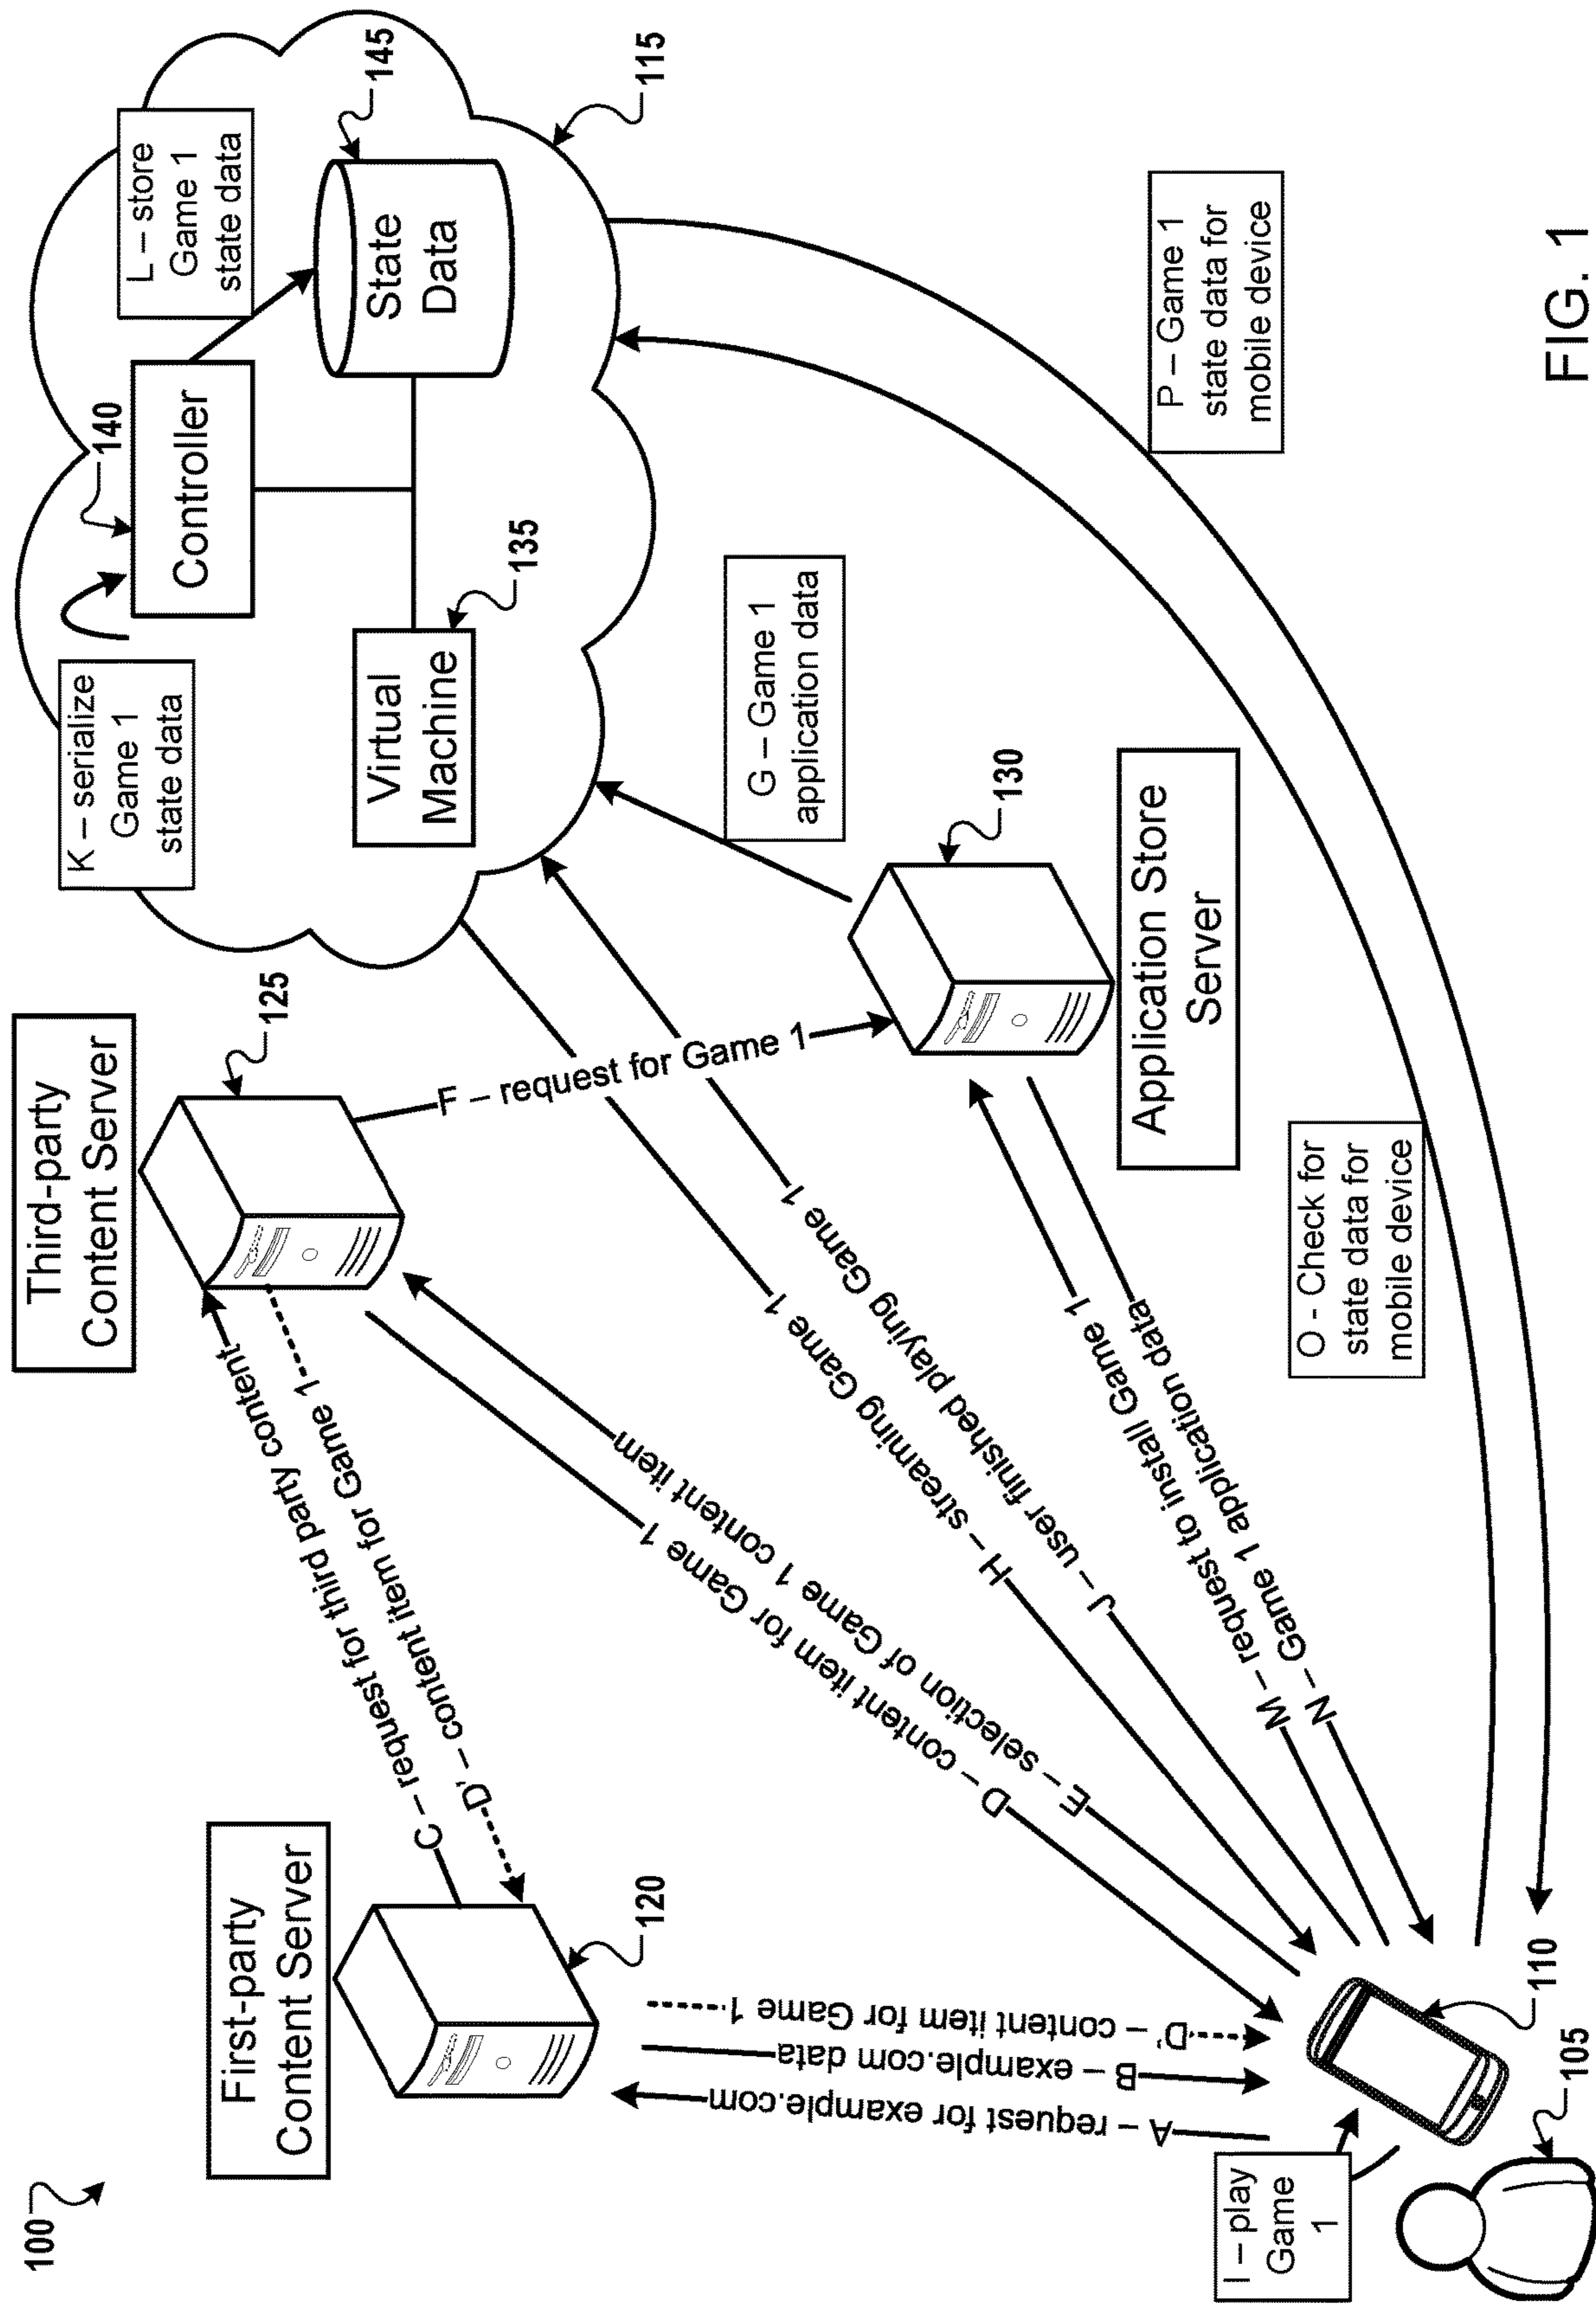 100
First-party
Content Server
120
Third-party
Content Server
125
C – request for third party content
D' – content item for Game 1
K – serialize
Game 1
state data
140
Controller
L – store
Game 1
state data
State
Data
145
115
Virtual
Machine
135
F – request for Game 1
G – Game 1
application data
130
Application Store
Server
A – request for example.com
B – example.com data
D' – content item for Game 1
D – content item for Game 1
E – selection of Game 1 content item
H – streaming Game 1
J – user finished playing Game 1
M – request to install Game 1
N – Game 1 application data
O - Check for
state data for
mobile device
P – Game 1
state data for
mobile device
I – play
Game
1
110
105
FIG. 1